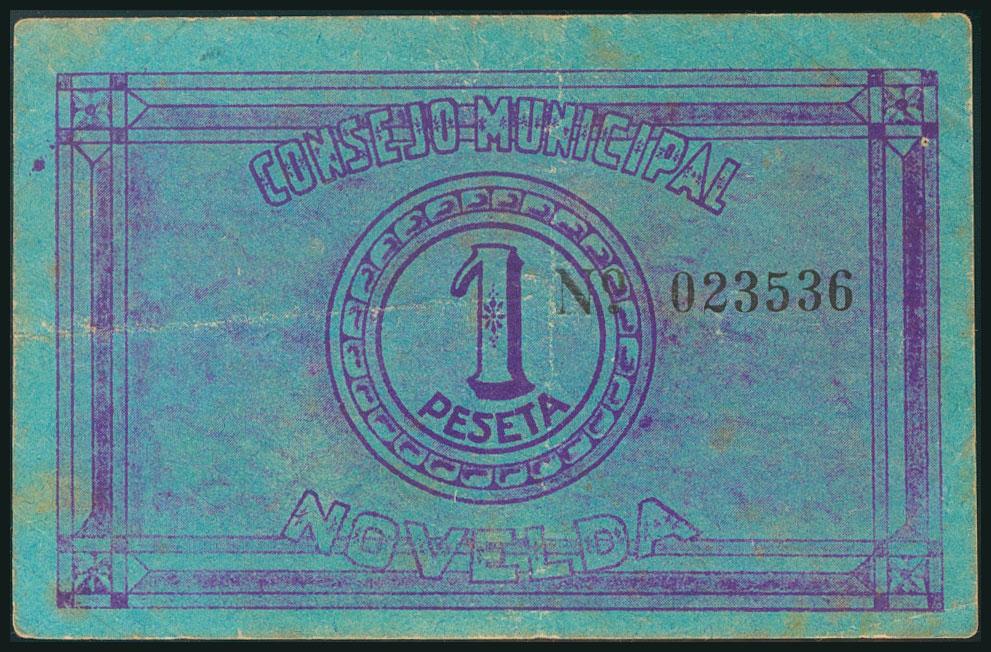 CONSEJO MUNICIPAL
1
Nº 023536
PESETA
NOVELDA